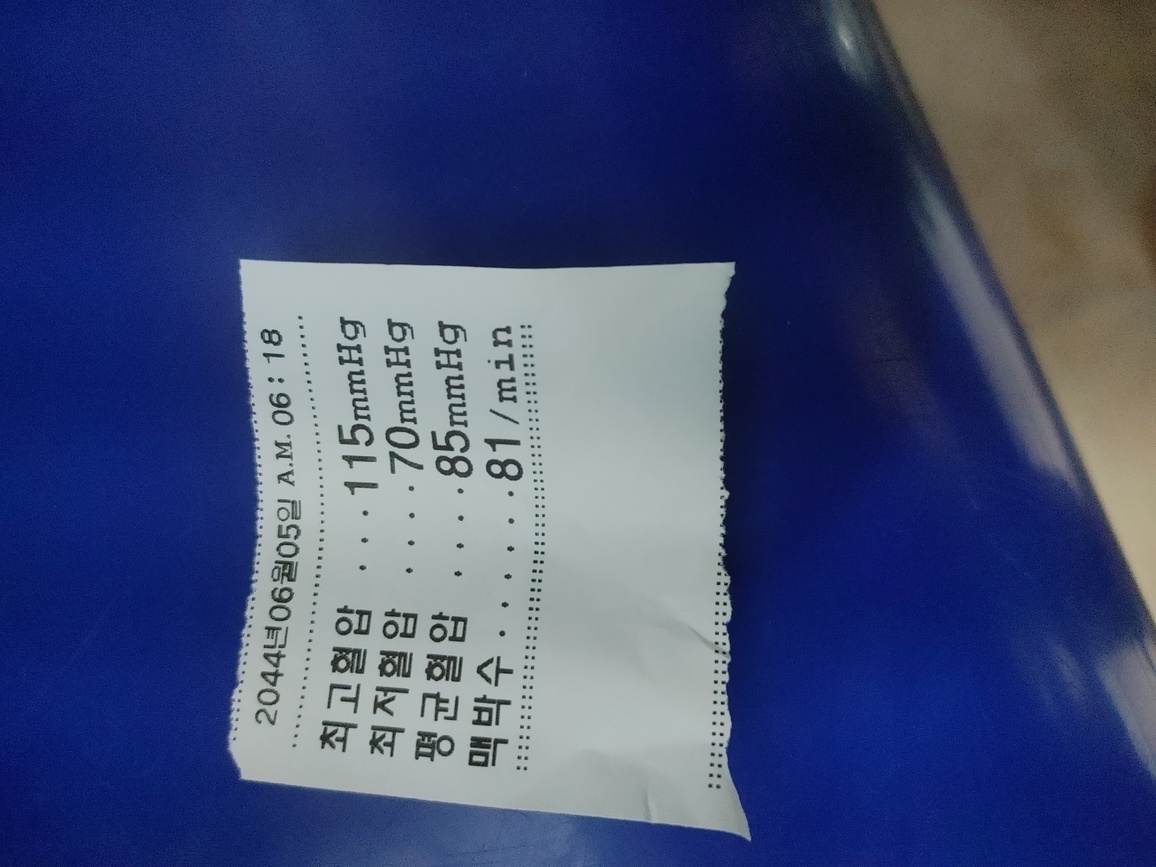 2044년06월05일 A.M. 06:18
최고혈압 ...115mmHg
최저혈압 ...70mmHg
평균혈압 ...85mmHg
맥박수......81/min